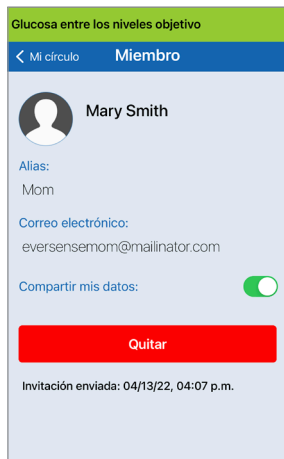 Glucosa entre los niveles objetivo
Mi círculo Miembro
Mary Smith
Alias:
Mom
Correo electrónico:
eversensemom@mailinator.com
Compartir mis datos:
Quitar
Invitación enviada: 04/13/22, 04:07 p.m.